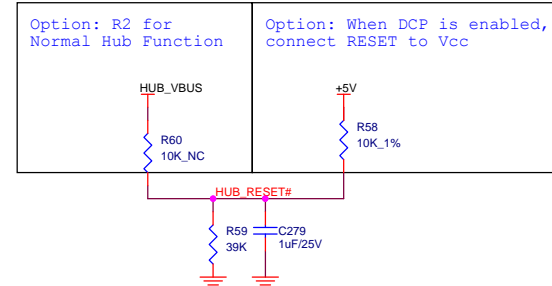 Option: R2 for
Normal Hub Function
Option: When DCP is enabled,
connect RESET to Vcc
HUB_VBUS
+5V
R60
10K_NC
R58
10K_1%
HUB_RESET#
R59
39K
C279
1uF/25V